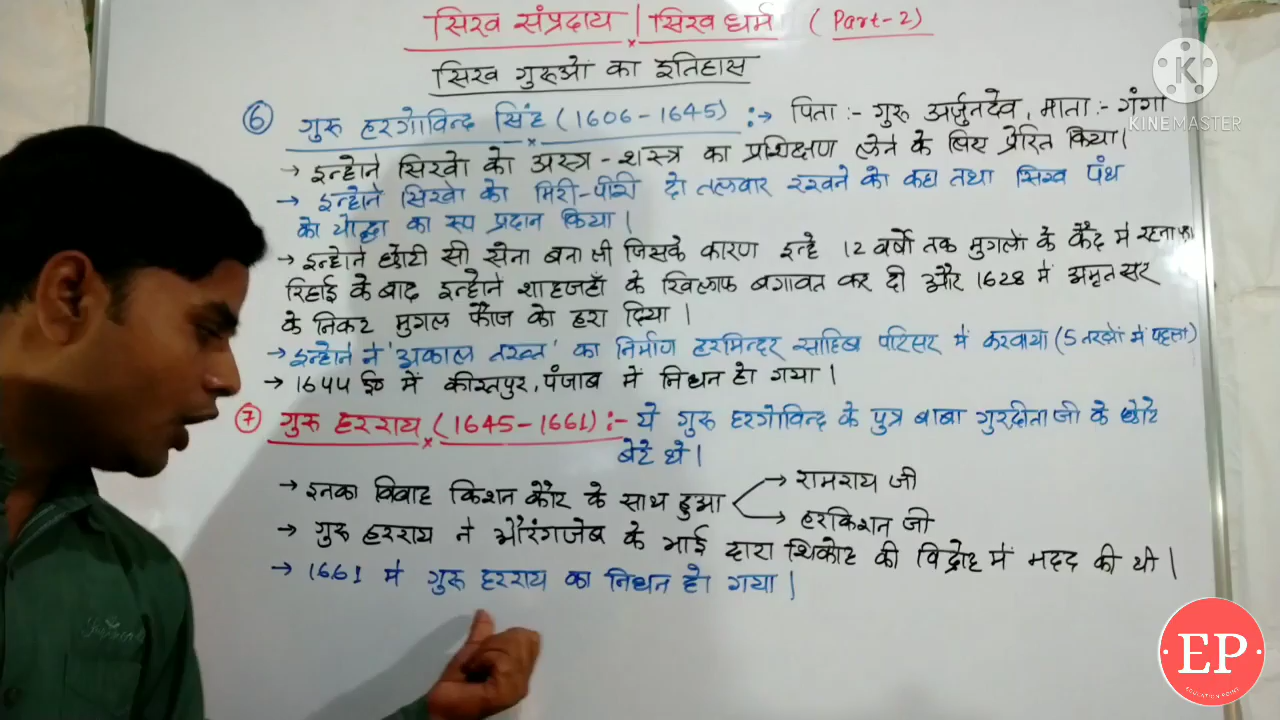 सिख संप्रदाय | सिख धर्म (Part-2)
सिख गुरुओं का इतिहास
⑥ गुरु हरगोविन्द सिंह (1606-1645) :→ पिता :- गुरु अर्जुनदेव, माता :- गंगा
→ इन्होने सिखो को अस्त्र-शस्त्र का प्रशिक्षण लेने के लिए प्रेरित किया।
→ इन्होने सिखो को मिरी-पीरी दो तलवार रखने को कहा तथा सिख पंथ
को योद्धा का रूप प्रदान किया।
→ इन्होने छोटी सी सेना बना ली जिसके कारण इन्हे 12 वर्षो तक मुगलो के कैद मे रहना
रिहाई के बाद इन्होने शाहजहाँ के खिलाफ बगावत कर दी और 1628 मे अमृतसर
के निकट मुगल फौज को हरा दिया।
→ इन्होने ने 'अकाल तख्त' का निर्माण हरमिन्दर साहिब परिसर में करवाया (5 तख्तों में पहला)
→ 1644 ई० में कीरतपुर, पंजाब में निधन हो गया।
⑦ गुरु हरराय (1645-1661) :- ये गुरु हरगोविन्द के पुत्र बाबा गुरदीता जी के छोटे
बेटे थे।
→ इनका विवाह किशन कौर के साथ हुआ
→ रामराय जी
→ हरकिशन जी
→ गुरु हरराय ने औरंगजेब के भाई दारा शिकोट की विद्रोह में मदद की थी।
→ 1661 में गुरु हरराय का निधन हो गया।
KINEMASTER
EP
EDUCATION POINT